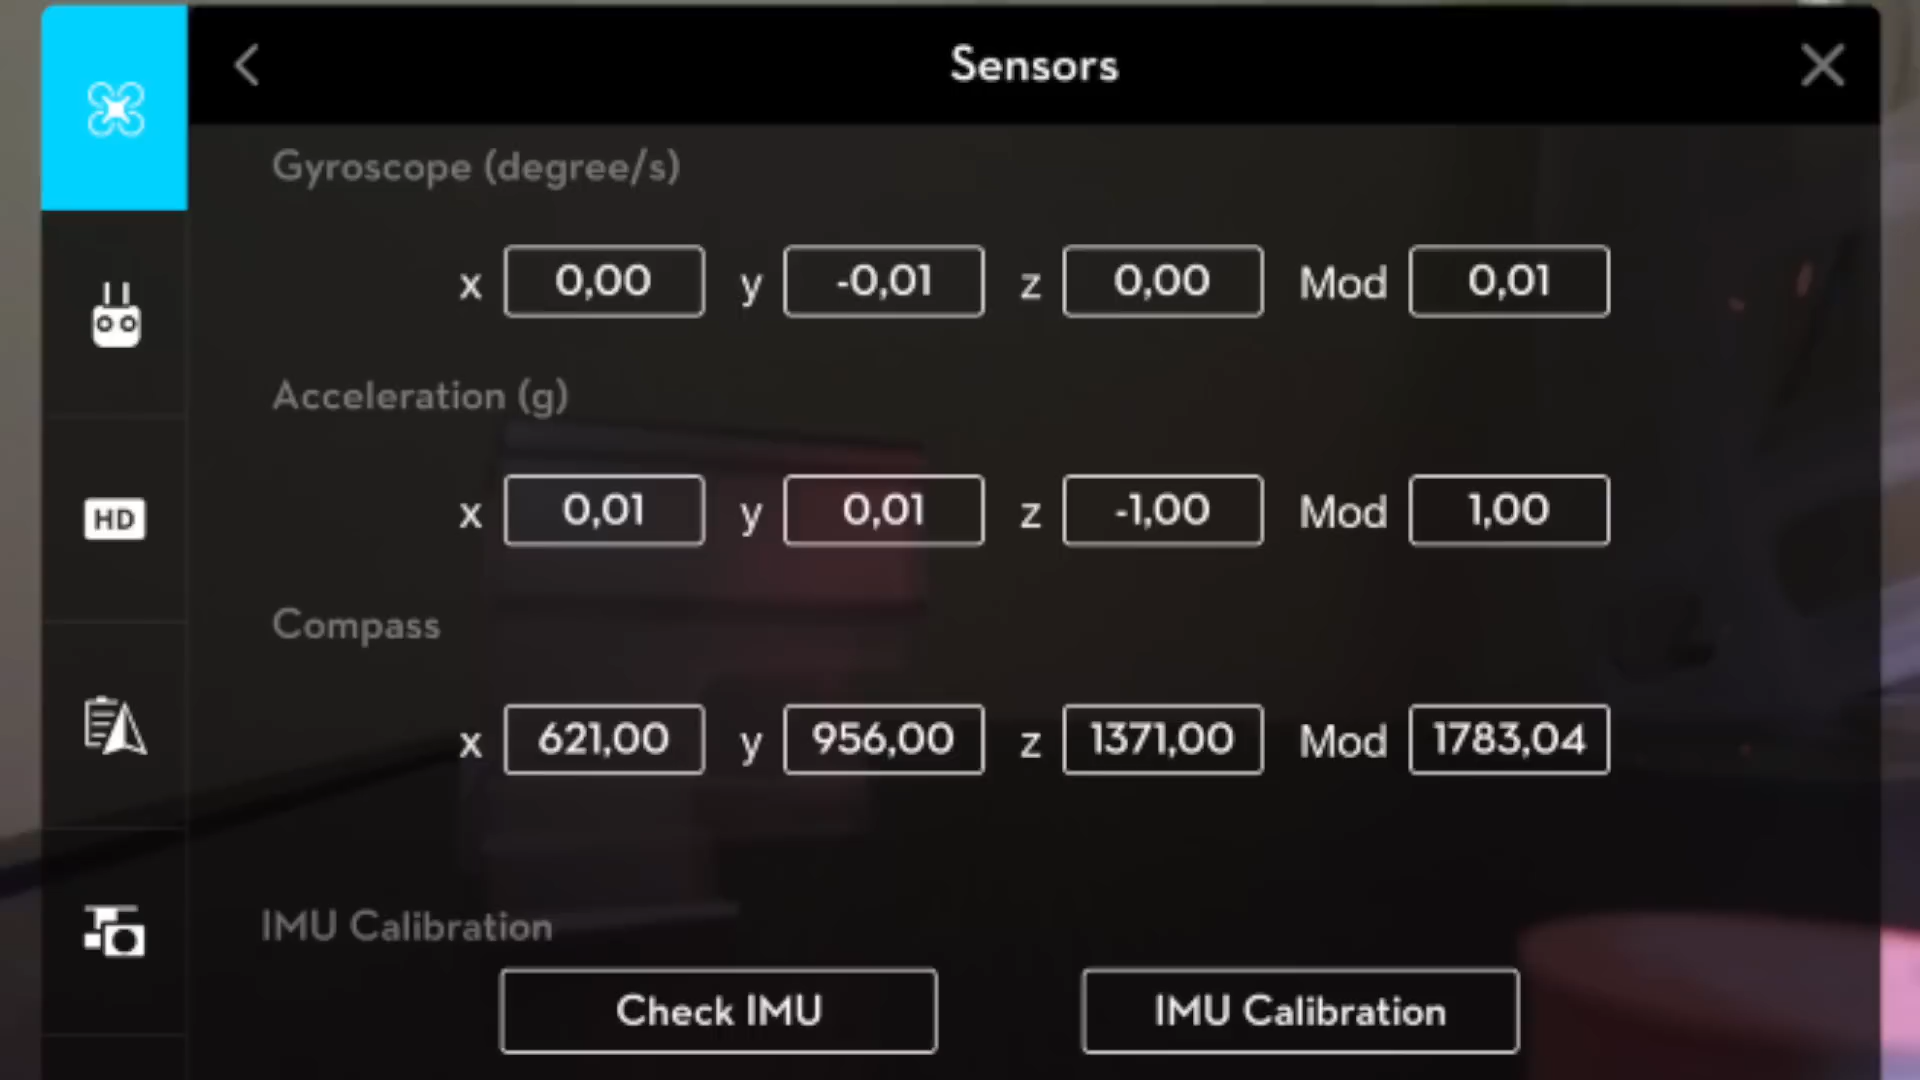 Sensors
Gyroscope (degree/s)
x 0,00 y -0,01 z 0,00 Mod 0,01
Acceleration (g)
HD
x 0,01 y 0,01 z -1,00 Mod 1,00
Compass
x 621,00 y 956,00 z 1371,00 Mod 1783,04
IMU Calibration
Check IMU IMU Calibration